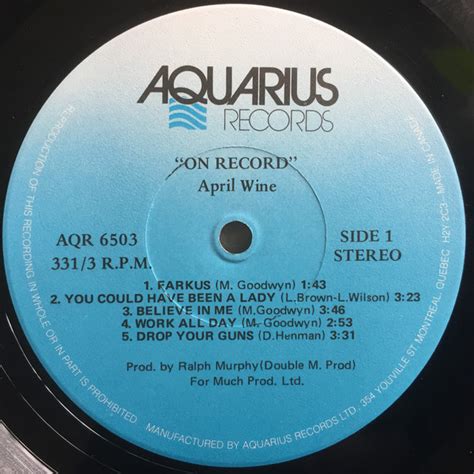 AQUARIUS
RECORDS
"ON RECORD"
April Wine
AQR 6503
331/3 R.P.M.
SIDE 1
STEREO
1. FARKUS (M. Goodwyn) 1:43
2. YOU COULD HAVE BEEN A LADY (L.Brown-L.Wilson) 3:23
3. BELIEVE IN ME (M,Goodwyn) 3:46
4. WORK ALL DAY (M. Goodwyn) 2:53
5. DROP YOUR GUNS (D.Henman) 3:31
Prod. by Ralph Murphy(Double M. Prod)
For Much Prod. Ltd.
REPRODUCTION OF THIS RECORDING IN WHOLE OR IN PART IS PROHIBITED
MANUFACTURED AND DISTRIBUTED BY AQUARIUS RECORDS LTD. 354 YOUVILLE ST MONTREAL QUEBEC H2Y 2C3 MADE IN CANADA